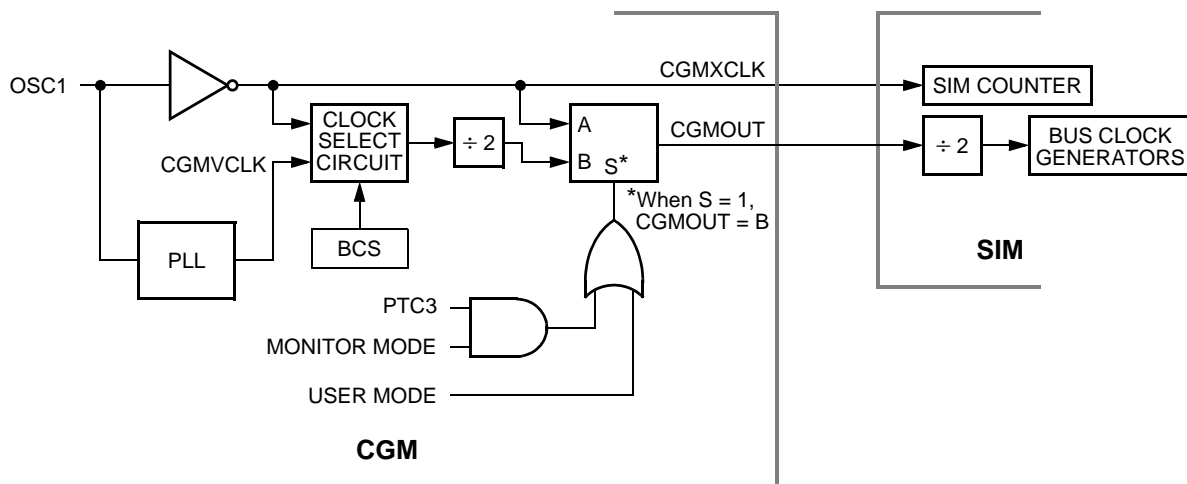 OSC1
CGMXCLK
SIM COUNTER
CLOCK
SELECT
CIRCUIT
÷ 2
A
B
S*
CGMOUT
÷ 2
BUS CLOCK
GENERATORS
CGMVCLK
*When S = 1,
CGMOUT = B
PLL
BCS
SIM
PTC3
MONITOR MODE
USER MODE
CGM